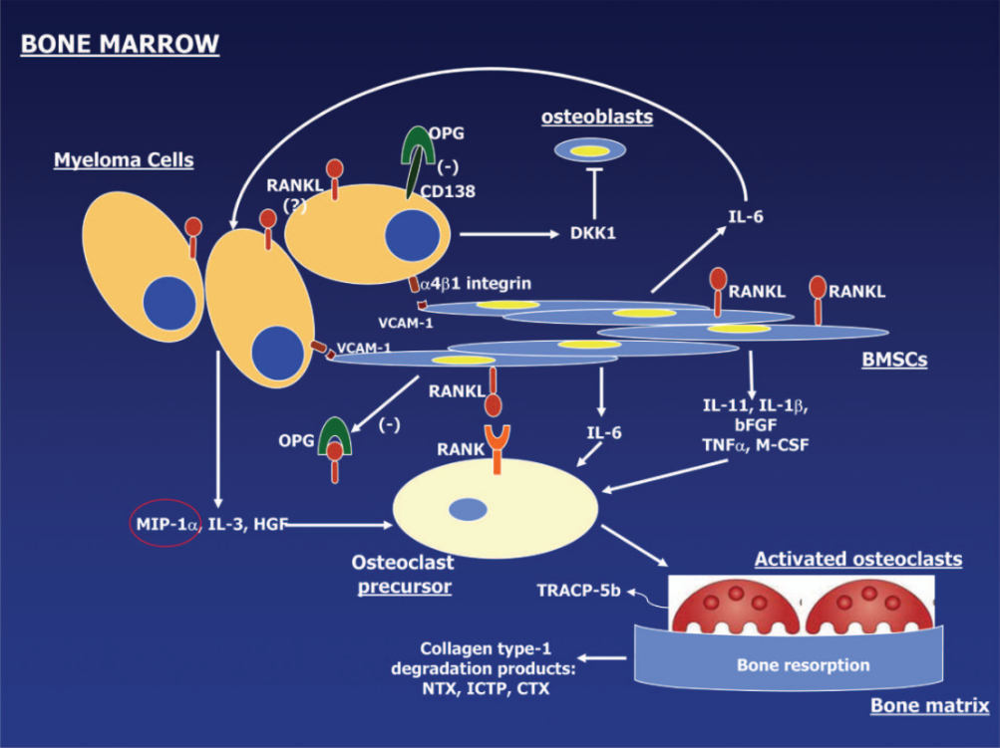 BONE MARROW
Myeloma Cells
OPG
(-)
CD138
RANKL
(?)
osteoblasts
DKK1
IL-6
α4β1 integrin
VCAM-1
VCAM-1
RANKL
RANKL
BMSCs
RANKL
OPG
(-)
RANK
IL-6
IL-11, IL-1β,
bFGF
TNFα, M-CSF
MIP-1α, IL-3, HGF
Osteoclast
precursor
Activated osteoclasts
TRACP-5b
Collagen type-1
degradation products:
NTX, ICTP, CTX
Bone resorption
Bone matrix